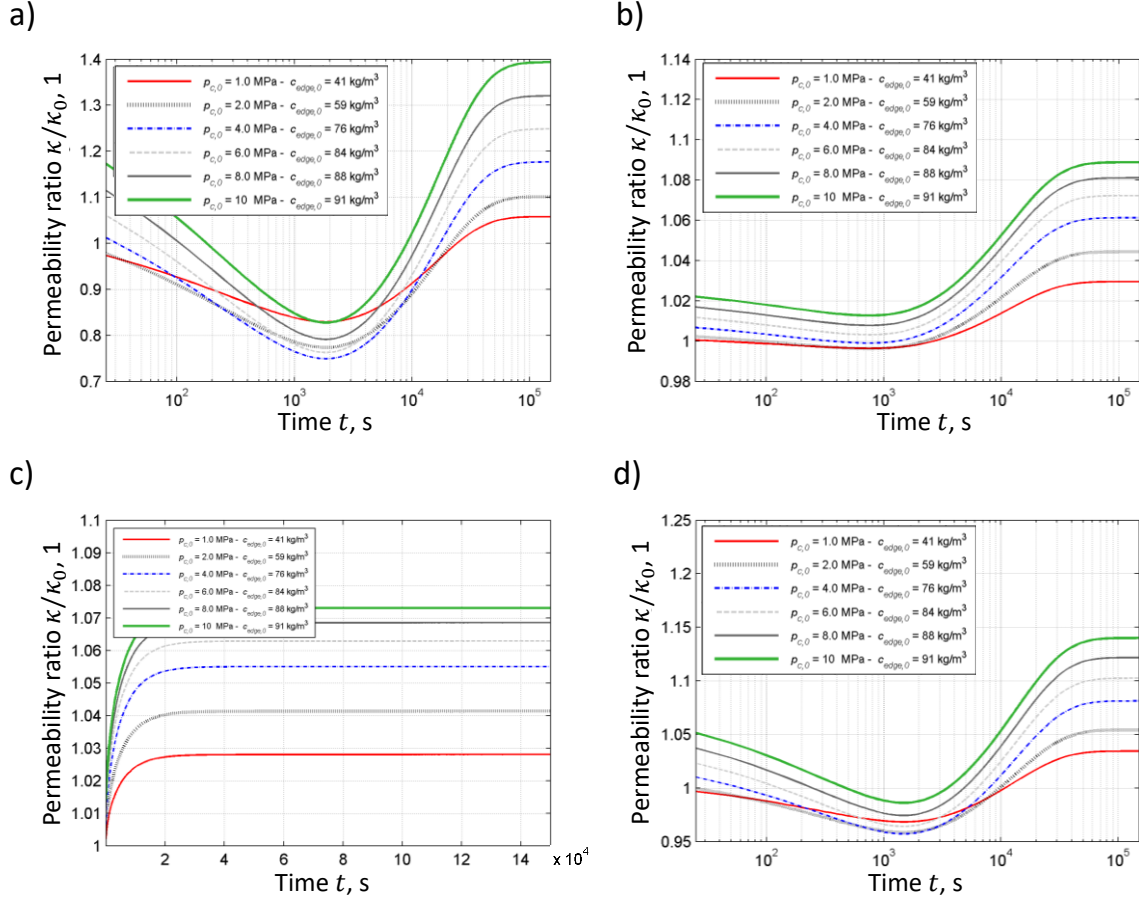 a)
Permeability ratio κ/κ₀, 1
1.4
1.3
1.2
1.1
1
0.9
0.8
0.7
p_c,0 = 1.0 MPa - c_edge,0 = 41 kg/m³
p_c,0 = 2.0 MPa - c_edge,0 = 59 kg/m³
p_c,0 = 4.0 MPa - c_edge,0 = 76 kg/m³
p_c,0 = 6.0 MPa - c_edge,0 = 84 kg/m³
p_c,0 = 8.0 MPa - c_edge,0 = 88 kg/m³
p_c,0 = 10 MPa - c_edge,0 = 91 kg/m³
10² 10³ 10⁴ 10⁵
Time t, s
b)
Permeability ratio κ/κ₀, 1
1.14
1.12
1.1
1.08
1.06
1.04
1.02
1
0.98
p_c,0 = 1.0 MPa - c_edge,0 = 41 kg/m³
p_c,0 = 2.0 MPa - c_edge,0 = 59 kg/m³
p_c,0 = 4.0 MPa - c_edge,0 = 76 kg/m³
p_c,0 = 6.0 MPa - c_edge,0 = 84 kg/m³
p_c,0 = 8.0 MPa - c_edge,0 = 88 kg/m³
p_c,0 = 10 MPa - c_edge,0 = 91 kg/m³
10² 10³ 10⁴ 10⁵
Time t, s
c)
Permeability ratio κ/κ₀, 1
1.1
1.09
1.08
1.07
1.06
1.05
1.04
1.03
1.02
1.01
1
p_c,0 = 1.0 MPa - c_edge,0 = 41 kg/m³
p_c,0 = 2.0 MPa - c_edge,0 = 59 kg/m³
p_c,0 = 4.0 MPa - c_edge,0 = 76 kg/m³
p_c,0 = 6.0 MPa - c_edge,0 = 84 kg/m³
p_c,0 = 8.0 MPa - c_edge,0 = 88 kg/m³
p_c,0 = 10 MPa - c_edge,0 = 91 kg/m³
2 4 6 8 10 12 14 x 10⁴
Time t, s
d)
Permeability ratio κ/κ₀, 1
1.25
1.2
1.15
1.1
1.05
1
0.95
p_c,0 = 1.0 MPa - c_edge,0 = 41 kg/m³
p_c,0 = 2.0 MPa - c_edge,0 = 59 kg/m³
p_c,0 = 4.0 MPa - c_edge,0 = 76 kg/m³
p_c,0 = 6.0 MPa - c_edge,0 = 84 kg/m³
p_c,0 = 8.0 MPa - c_edge,0 = 88 kg/m³
p_c,0 = 10 MPa - c_edge,0 = 91 kg/m³
10² 10³ 10⁴ 10⁵
Time t, s